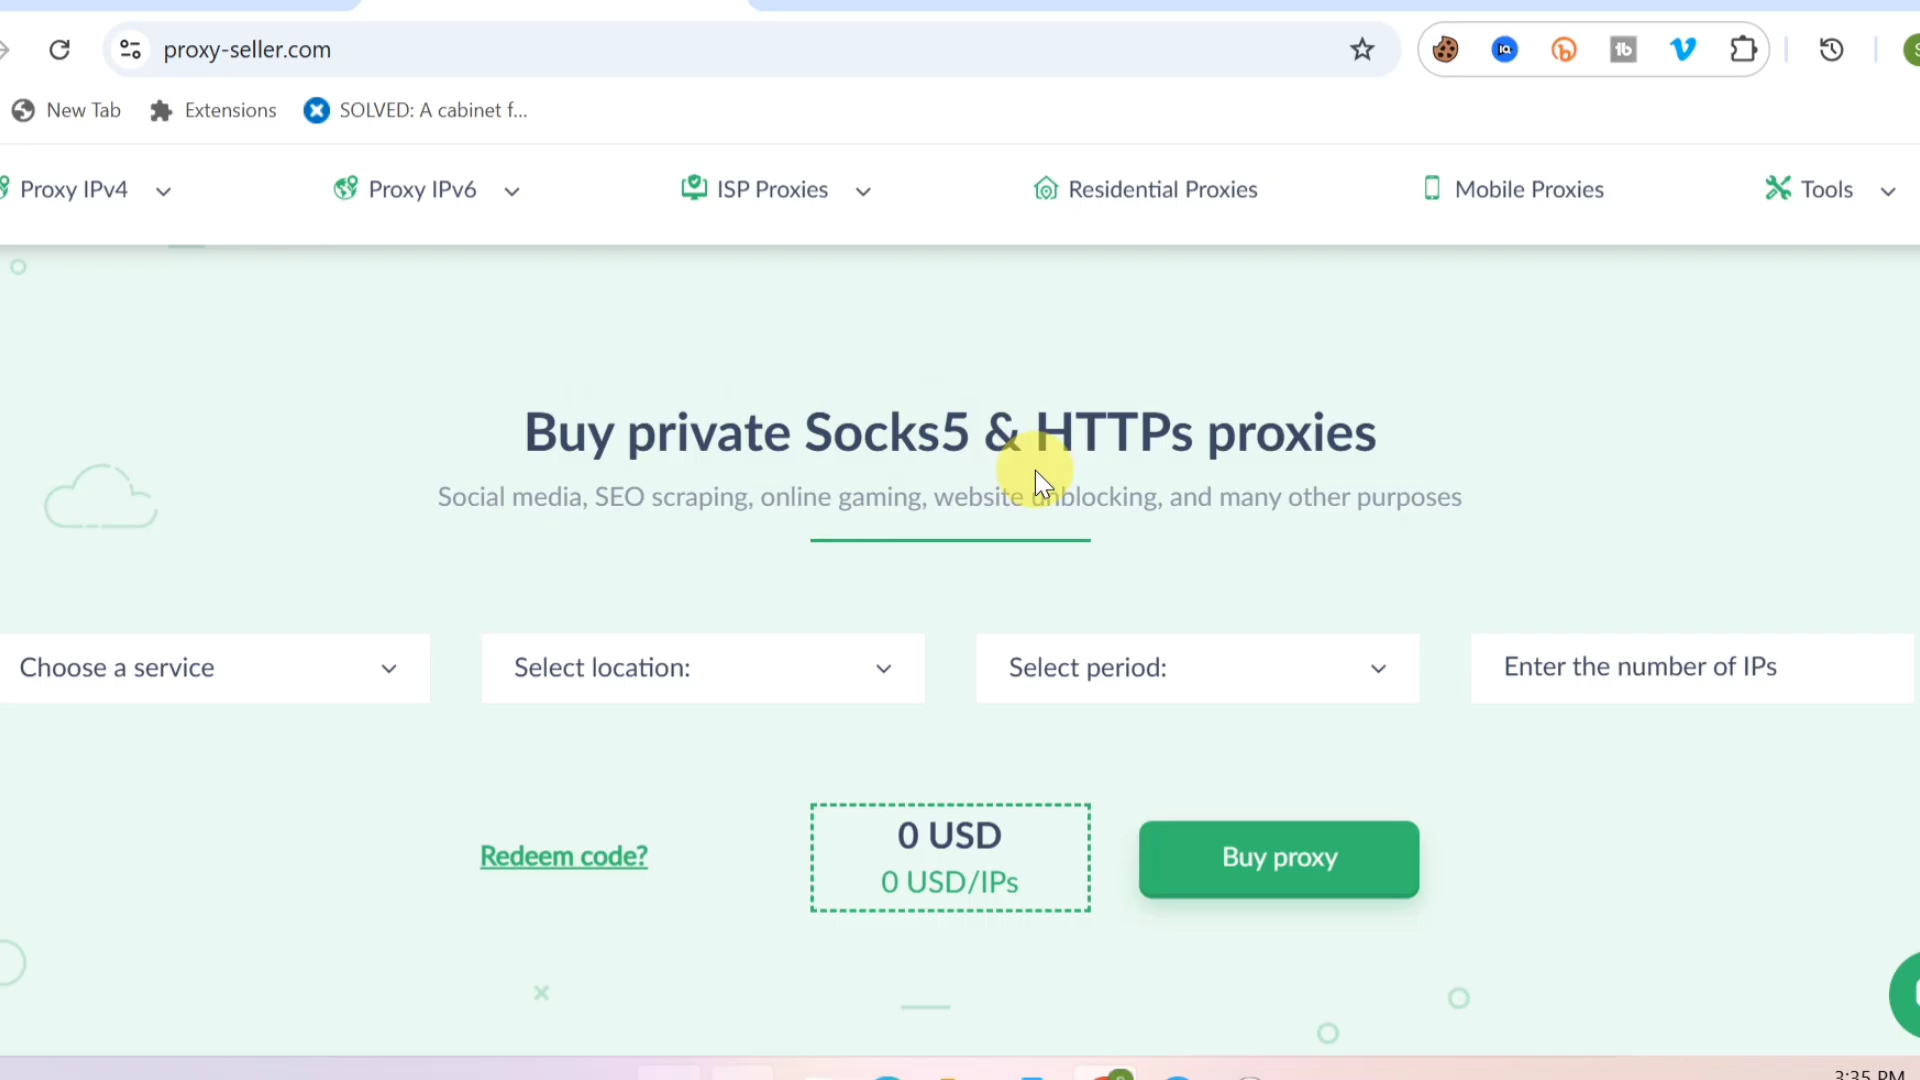 proxy-seller.com
New Tab
Extensions
SOLVED: A cabinet f...
Proxy IPv4
Proxy IPv6
ISP Proxies
Residential Proxies
Mobile Proxies
Tools
Buy private Socks5 & HTTPs proxies
Social media, SEO scraping, online gaming, website unblocking, and many other purposes
Choose a service
Select location:
Select period:
Enter the number of IPs
Redeem code?
0 USD
0 USD/IPs
Buy proxy
3:35 PM